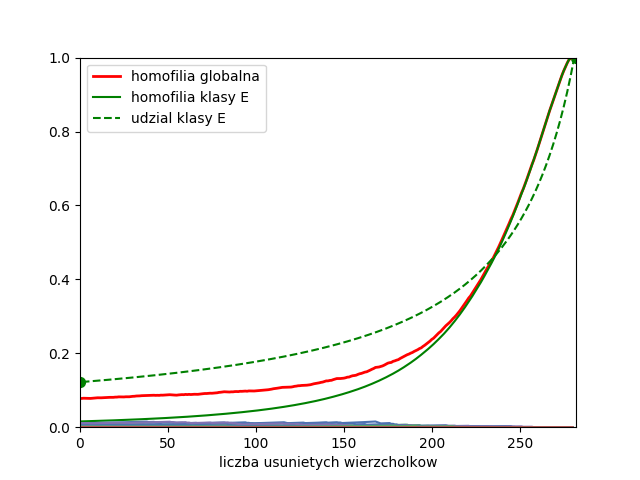 1.0
0.8
0.6
0.4
0.2
0.0
homofilia globalna
homofilia klasy E
udzial klasy E
0 50 100 150 200 250
liczba usunietych wierzcholkow